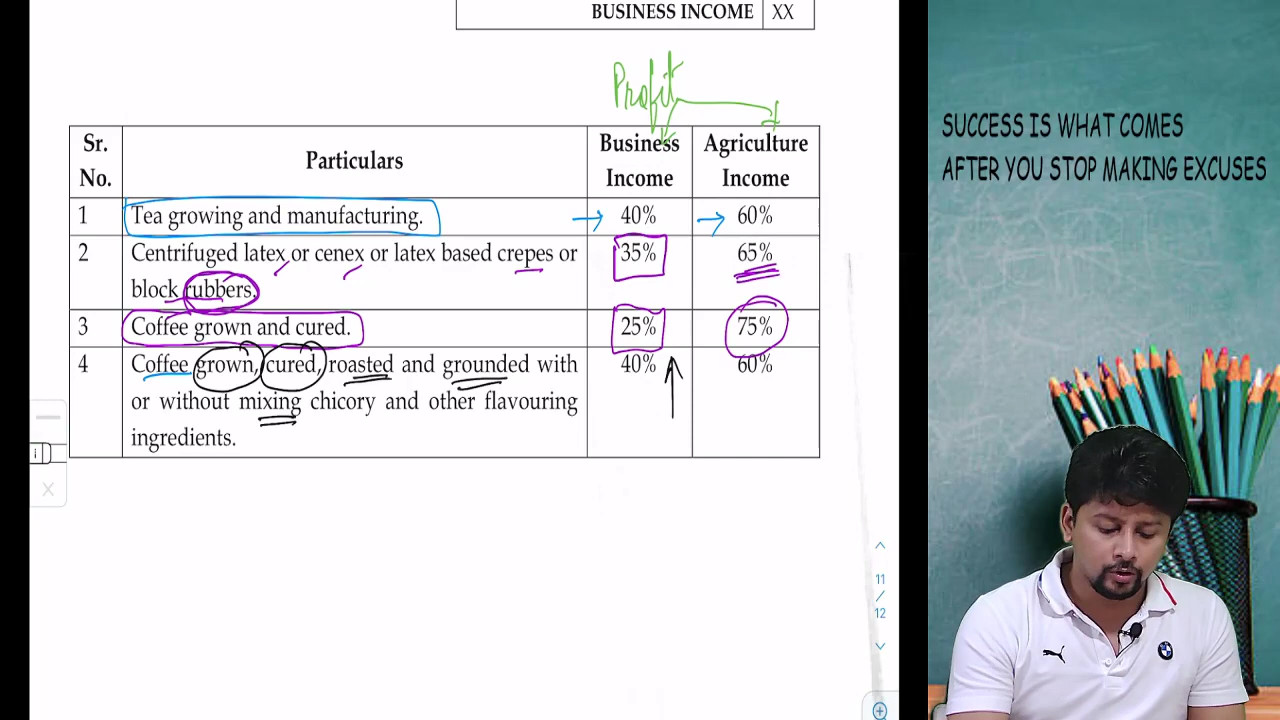 BUSINESS INCOME XX
Profit
Sr. No. Particulars Business Income Agriculture Income
1 Tea growing and manufacturing. 40% 60%
2 Centrifuged latex or cenex or latex based crepes or 35% 65%
block rubbers.
3 Coffee grown and cured. 25% 75%
4 Coffee grown, cured, roasted and grounded with 40% 60%
or without mixing chicory and other flavouring
ingredients.
i
X
11
/
12
SUCCESS IS WHAT COMES
AFTER YOU STOP MAKING EXCUSES